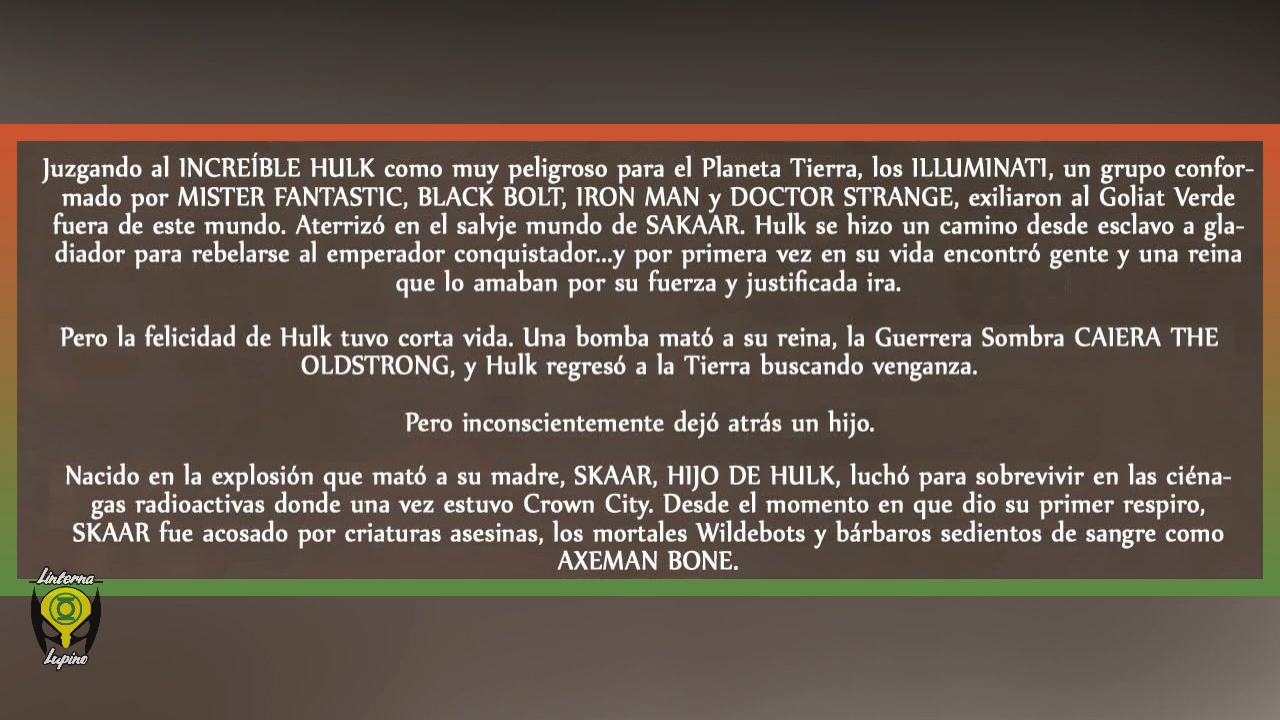 Juzgando al INCREÍBLE HULK como muy peligroso para el Planeta Tierra, los ILLUMINATI, un grupo confor-
mado por MISTER FANTASTIC, BLACK BOLT, IRON MAN y DOCTOR STRANGE, exiliaron al Goliat Verde
fuera de este mundo. Aterrizó en el salvje mundo de SAKAAR. Hulk se hizo un camino desde esclavo a gla-
diador para rebelarse al emperador conquistador...y por primera vez en su vida encontró gente y una reina
que lo amaban por su fuerza y justificada ira.
Pero la felicidad de Hulk tuvo corta vida. Una bomba mató a su reina, la Guerrera Sombra CAIERA THE
OLDSTRONG, y Hulk regresó a la Tierra buscando venganza.
Pero inconscientemente dejó atrás un hijo.
Nacido en la explosión que mató a su madre, SKAAR, HIJO DE HULK, luchó para sobrevivir en las ciéna-
gas radioactivas donde una vez estuvo Crown City. Desde el momento en que dio su primer respiro,
SKAAR fue acosado por criaturas asesinas, los mortales Wildebots y bárbaros sedientos de sangre como
AXEMAN BONE.
Linterna
Lupino